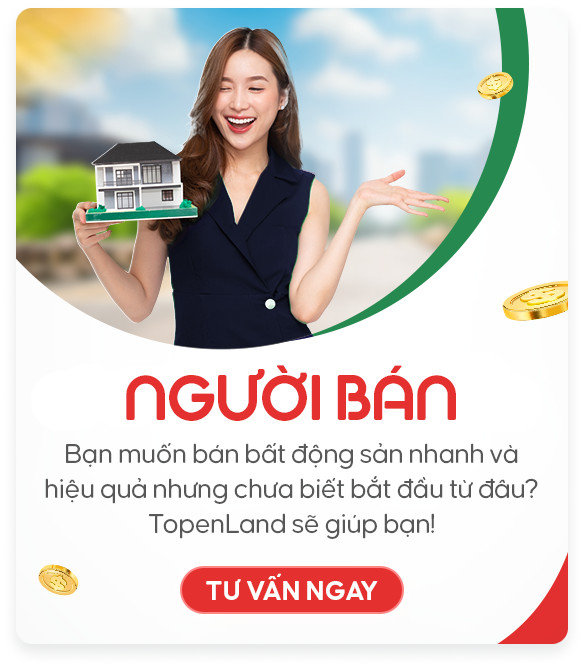 NGƯỜI BÁN
Bạn muốn bán bất động sản nhanh và
hiệu quả nhưng chưa biết bắt đầu từ đâu?
TopenLand sẽ giúp bạn!
TƯ VẤN NGAY